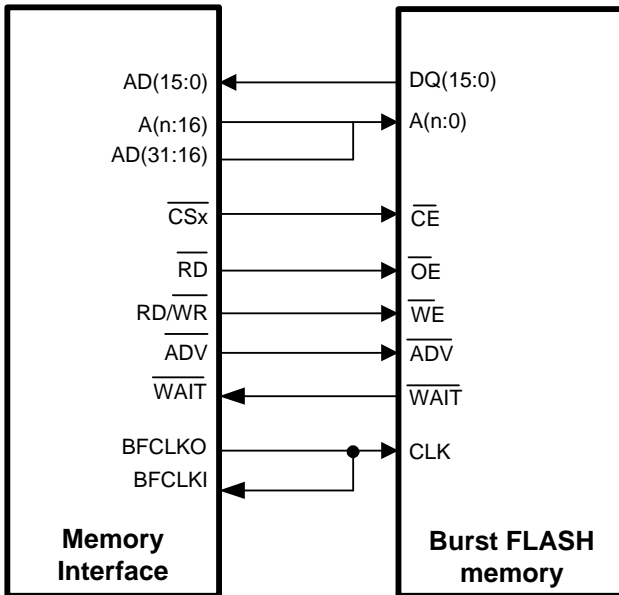 AD(15:0) DQ(15:0)
A(n:16) A(n:0)
AD(31:16)
CSx CE
RD OE
RD/WR WE
ADV ADV
WAIT WAIT
BFCLKO CLK
BFCLKI
Memory Burst FLASH
Interface memory